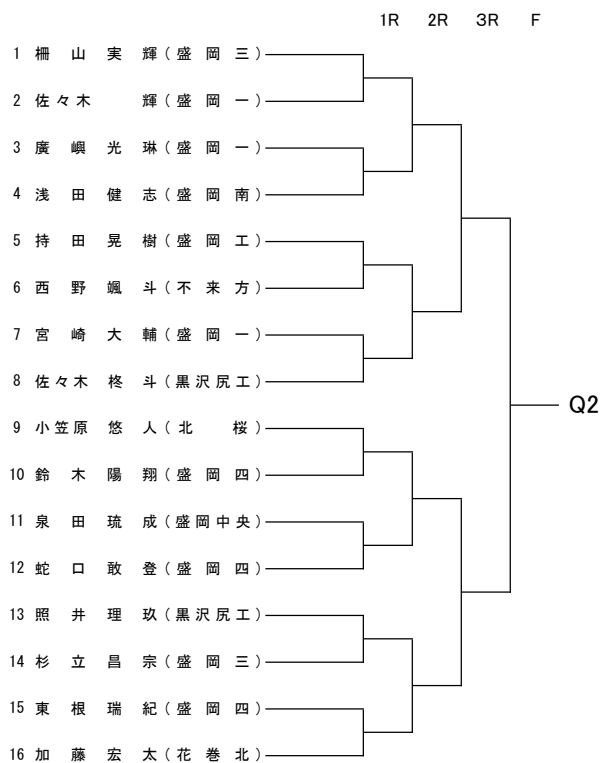 1R 2R 3R F
1 柵山実輝(盛岡三)
2 佐々木 輝(盛岡一)
3 廣嶼光琳(盛岡一)
4 浅田健志(盛岡南)
5 持田晃樹(盛岡工)
6 西野颯斗(不来方)
7 宮崎大輔(盛岡一)
8 佐々木柊斗(黒沢尻工)
Q2
9 小笠原悠人(北桜)
10 鈴木陽翔(盛岡四)
11 泉田琉成(盛岡中央)
12 蛇口敢登(盛岡四)
13 照井理玖(黒沢尻工)
14 杉立昌宗(盛岡三)
15 東根瑞紀(盛岡四)
16 加藤宏太(花巻北)